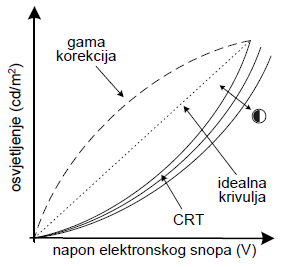 gama
korekcija
osvjetljenje (cd/m²)
idealna
krivulja
CRT
napon elektronskog snopa (V)